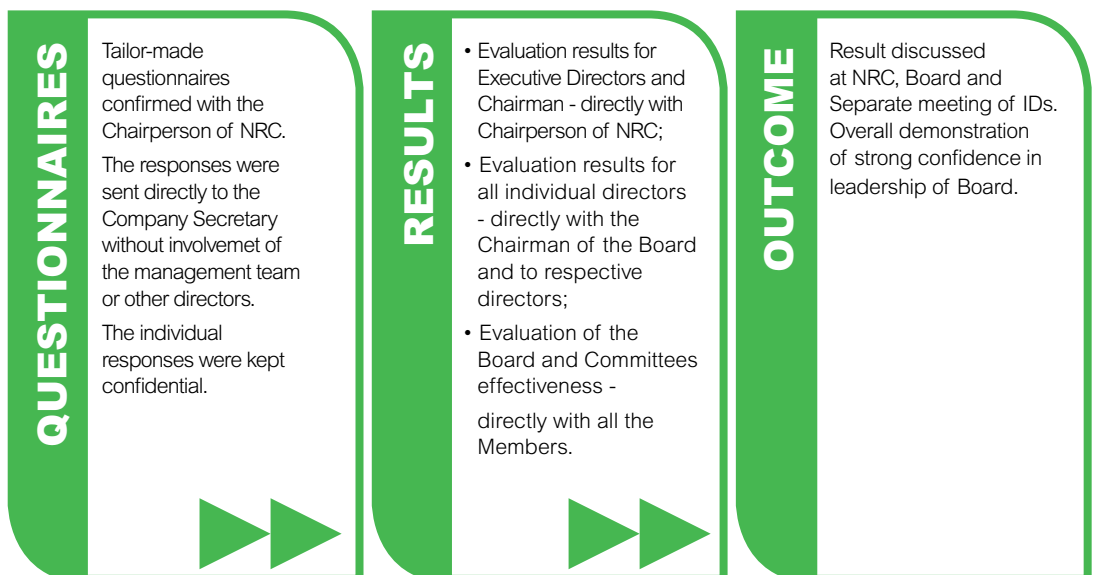 QUESTIONNAIRES
Tailor-made
questionnaires
confirmed with the
Chairperson of NRC.
The responses were
sent directly to the
Company Secretary
without involvemet of
the management team
or other directors.
The individual
responses were kept
confidential.
RESULTS
• Evaluation results for
Executive Directors and
Chairman - directly with
Chairperson of NRC;
• Evaluation results for
all individual directors
- directly with the
Chairman of the Board
and to respective
directors;
• Evaluation of the
Board and Committees
effectiveness -
directly with all the
Members.
OUTCOME
Result discussed
at NRC, Board and
Separate meeting of IDs.
Overall demonstration
of strong confidence in
leadership of Board.